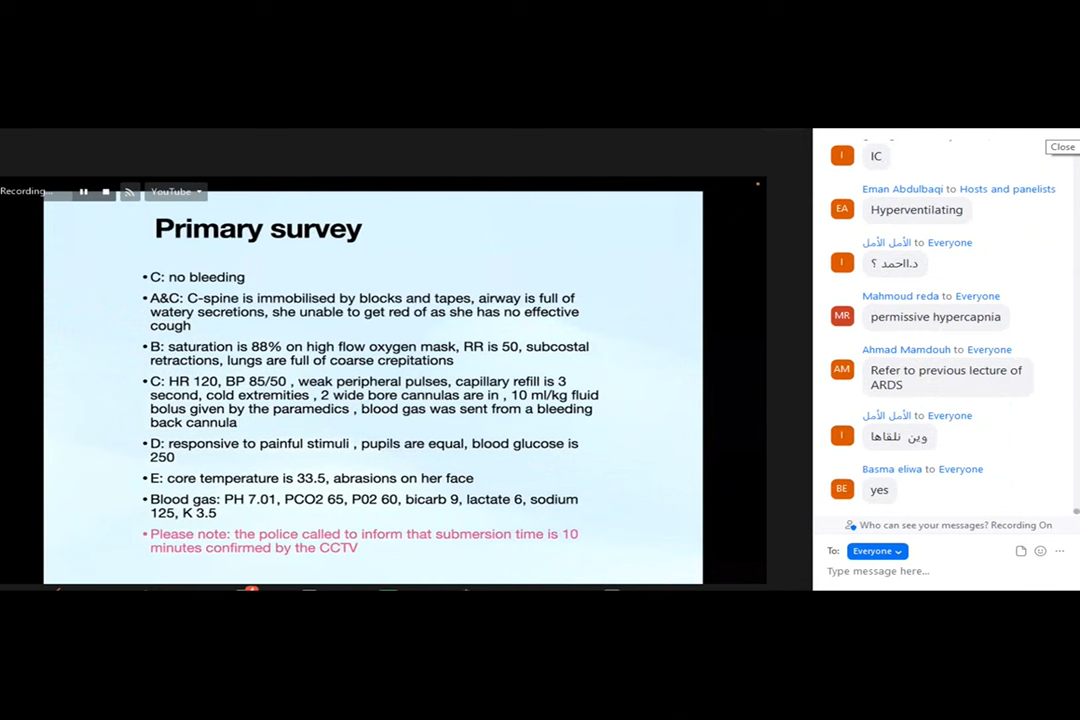 Recording...
YouTube
Primary survey
• C: no bleeding
• A&C: C-spine is immobilised by blocks and tapes, airway is full of
watery secretions, she unable to get red of as she has no effective
cough
• B: saturation is 88% on high flow oxygen mask, RR is 50, subcostal
retractions, lungs are full of coarse crepitations
• C: HR 120, BP 85/50 , weak peripheral pulses, capillary refill is 3
second, cold extremities , 2 wide bore cannulas are in , 10 ml/kg fluid
bolus given by the paramedics , blood gas was sent from a bleeding
back cannula
• D: responsive to painful stimuli , pupils are equal, blood glucose is
250
• E: core temperature is 33.5, abrasions on her face
• Blood gas: PH 7.01, PCO2 65, P02 60, bicarb 9, lactate 6, sodium
125, K 3.5
• Please note: the police called to inform that submersion time is 10
minutes confirmed by the CCTV
Close
I
IC
Eman Abdulbaqi to Hosts and panelists
EA
Hyperventilating
الأمل الأمل to Everyone
I
د.ااحمد ؟
Mahmoud reda to Everyone
MR
permissive hypercapnia
Ahmad Mamdouh to Everyone
AM
Refer to previous lecture of
ARDS
الأمل الأمل to Everyone
I
وين نلقاها
Basma eliwa to Everyone
BE
yes
Who can see your messages? Recording On
To: Everyone
Type message here...